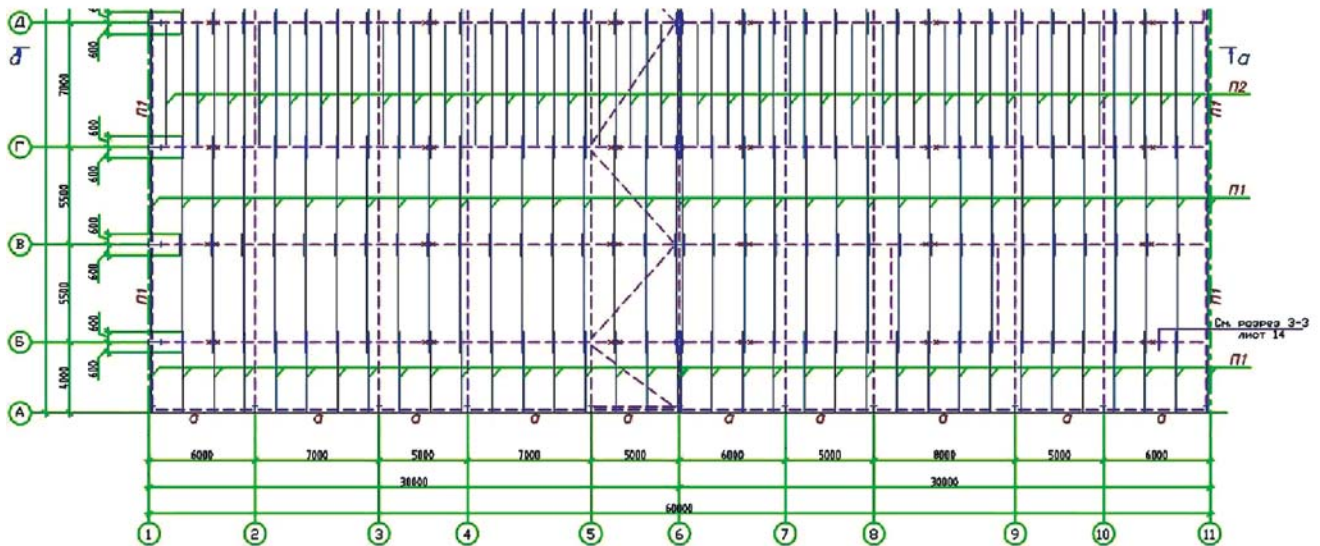 Д
600
а
7000
П1
П2
П1
а
600
Г
600
5500
П1
600
В
600
5500
П1
П1
600
См. разрез 3-3
лист 14
Б
600
4000
П1
А
а а а а а а а а а а
6000 7000 5000 7000 5000 6000 5000 8000 5000 6000
30000 30000
60000
1 2 3 4 5 6 7 8 9 10 11